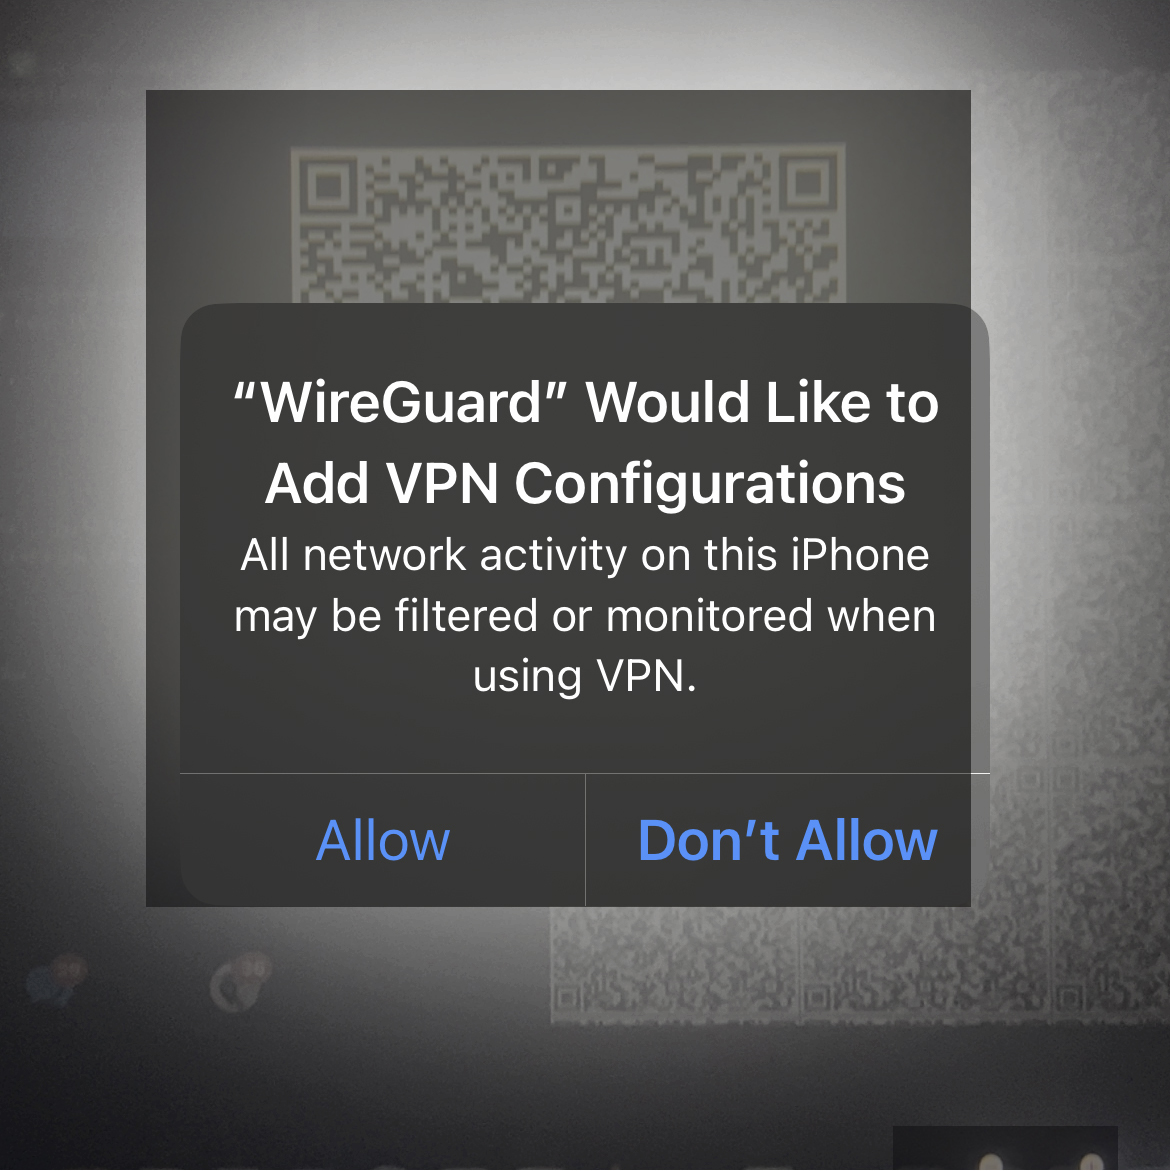 “WireGuard” Would Like to
Add VPN Configurations
All network activity on this iPhone
may be filtered or monitored when
using VPN.
Allow
Don’t Allow